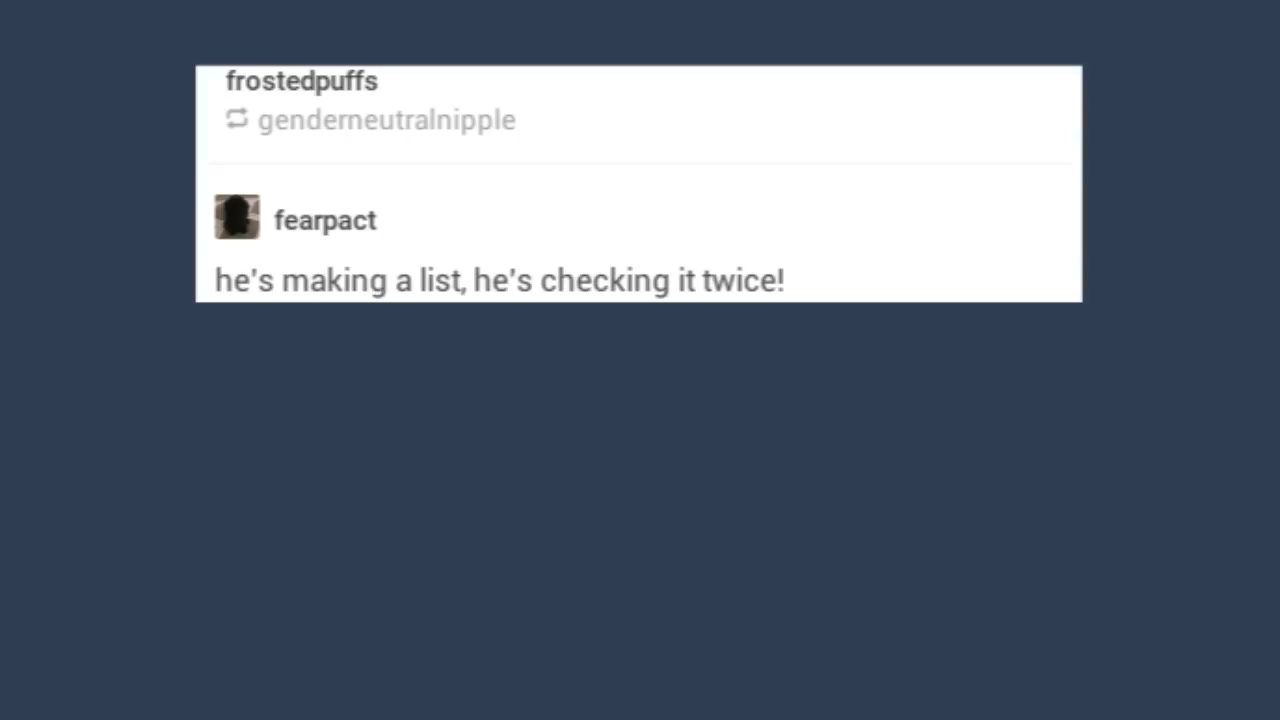 frostedpuffs
genderneutralnipple
fearpact
he's making a list, he's checking it twice!